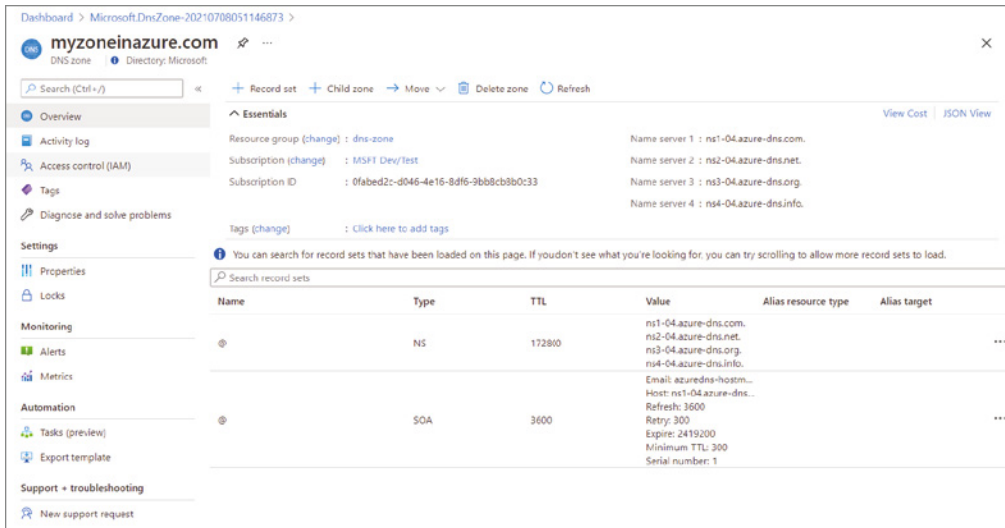 Dashboard > Microsoft.DnsZone-20210708051146873 >
myzoneinazure.com
DNS
DNS zone
Directory: Microsoft
Search (Ctrl+/)
Record set
Child zone
Move
Delete zone
Refresh
Overview
Activity log
Access control (IAM)
Tags
Diagnose and solve problems
Settings
Properties
Locks
Monitoring
Alerts
Metrics
Automation
Tasks (preview)
Export template
Support + troubleshooting
New support request
Essentials
View Cost | JSON View
Resource group (change) : dns-zone
Subscription (change) : MSFT Dev/Test
Subscription ID : 0fabed2c-d046-4e16-8df6-9bb8cb8b0c33
Name server 1 : ns1-04.azure-dns.com.
Name server 2 : ns2-04.azure-dns.net.
Name server 3 : ns3-04.azure-dns.org.
Name server 4 : ns4-04.azure-dns.info.
Tags (change) : Click here to add tags
You can search for record sets that have been loaded on this page. If youdon't see what you're looking for, you can try scrolling to allow more record sets to load.
Search record sets
Name Type TTL Value Alias resource type Alias target
@ NS 172800
ns1-04.azure-dns.com.
ns2-04.azure-dns.net.
ns3-04.azure-dns.org.
ns4-04.azure-dns.info.
@ SOA 3600
Email: azuredns-hostm...
Host: ns1-04.azure-dns...
Refresh: 3600
Retry: 300
Expire: 2419200
Minimum TTL: 300
Serial number: 1